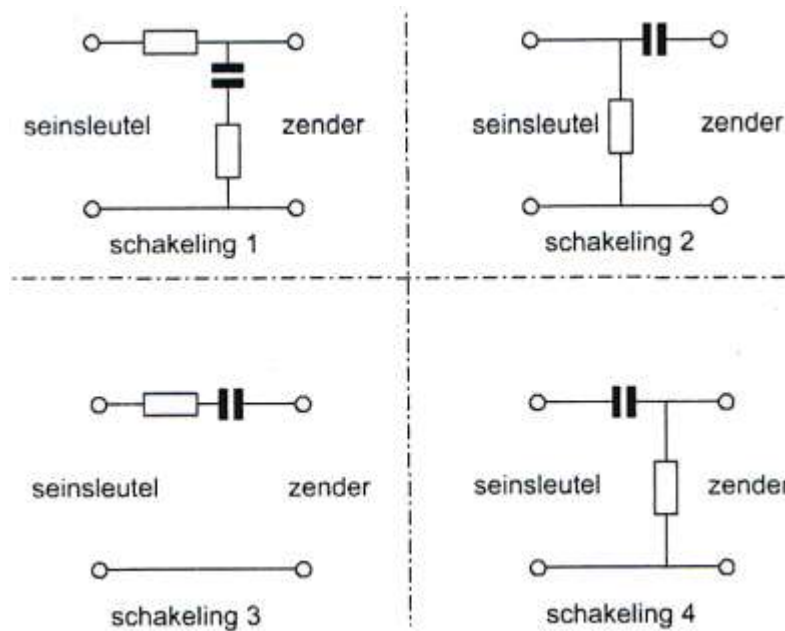 seinsleutel zender
schakeling 1
seinsleutel zender
schakeling 2
seinsleutel zender
schakeling 3
seinsleutel zender
schakeling 4